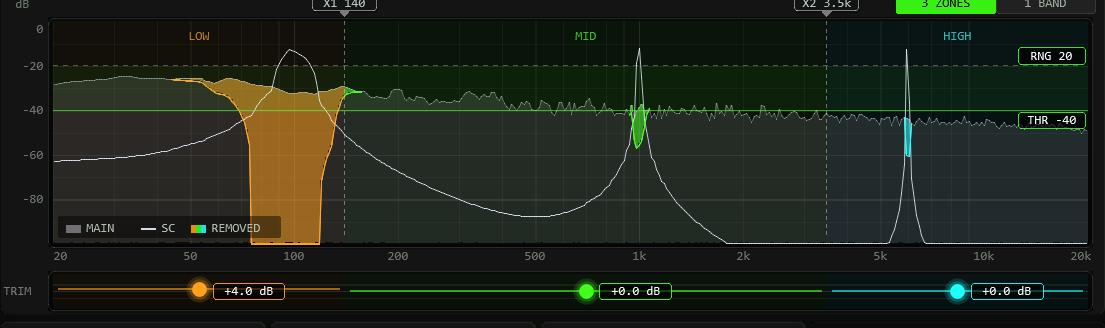 dB X1 140 X2 3.5k 3 ZONES 1 BAND
0 LOW MID HIGH
RNG 20
-20
-40
THR -40
-60
-80
MAIN SC REMOVED
20 50 100 200 500 1k 2k 5k 10k 20k
TRIM +4.0 dB +0.0 dB +0.0 dB